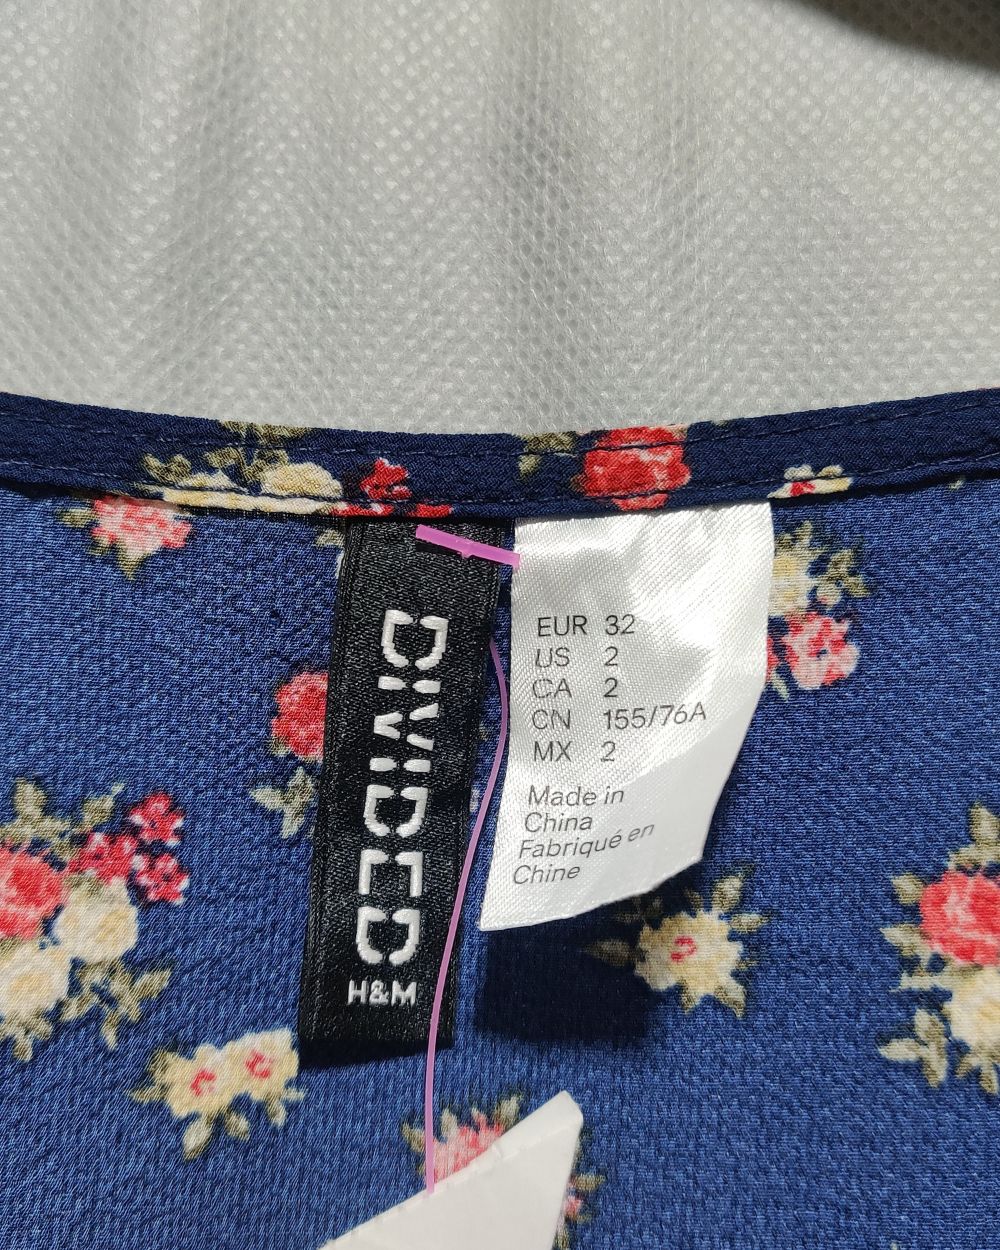 DIVIDED
H&M
EUR 32
US 2
CA 2
CN 155/76A
MX 2
Made in
China
Fabriqué en
Chine